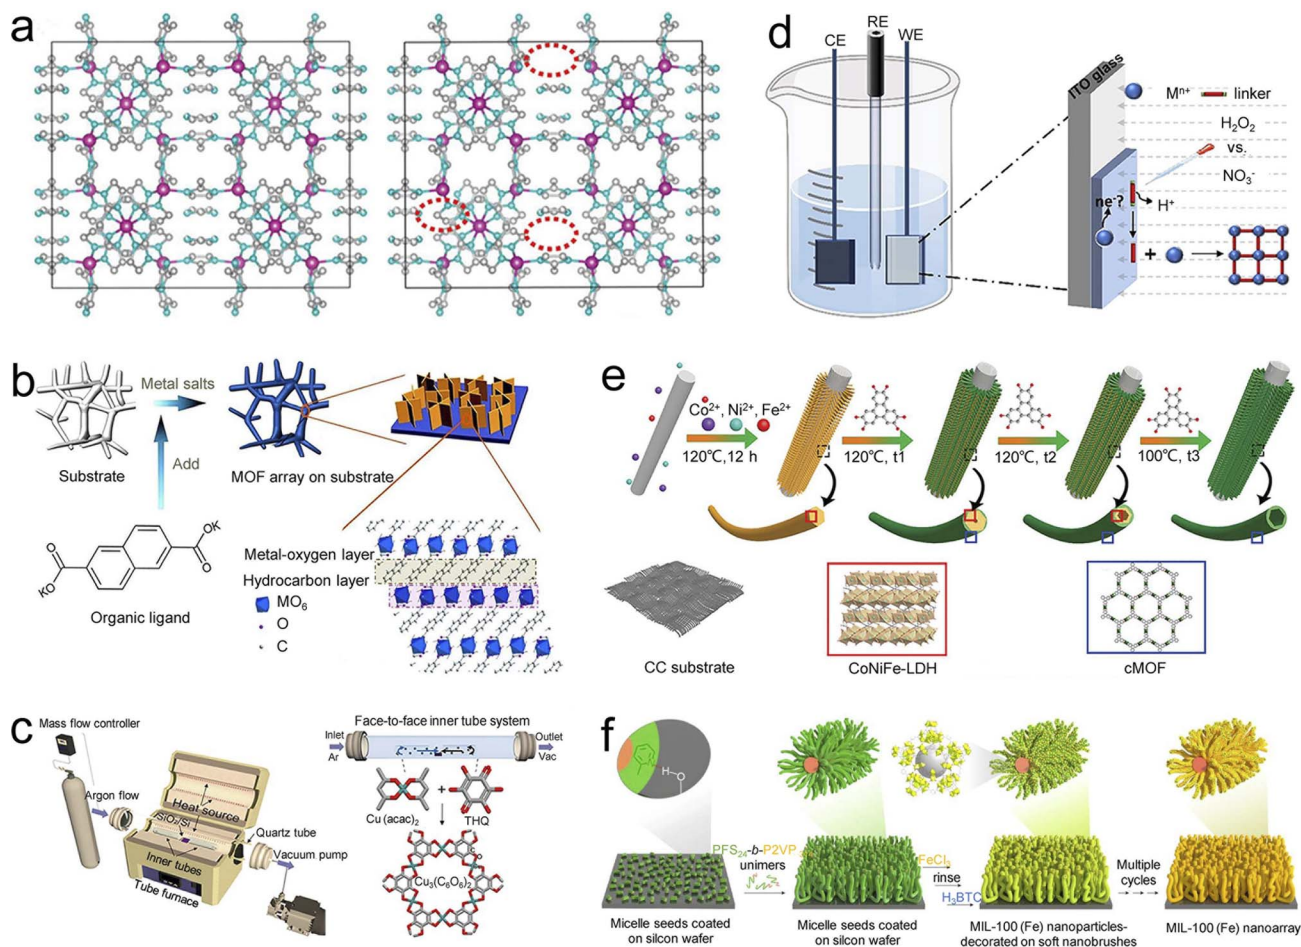 a
b
Metal salts
Add
Substrate
MOF array on substrate
OK
O
O
KO
Organic ligand
Metal-oxygen layer
Hydrocarbon layer
MO6
O
C
c
Mass flow controller
Argon flow
Heat source
SiO2/Si
Inner tubes
Tube furnace
Quartz tube
Vacuum pump
Face-to-face inner tube system
Inlet
Ar
Outlet
Vac
Cu (acac)2
+
THQ
Cu3(C6O6)2
d
CE
RE
WE
ITO glass
Mn+
linker
H2O2
vs.
NO3-
ne-?
H+
+
e
Co2+, Ni2+, Fe2+
120℃,12 h
120℃, t1
120℃, t2
100℃, t3
CC substrate
CoNiFe-LDH
cMOF
f
H
O
PFS24-b-P2VP
unimers
FeCl3
rinse
H3BTC
Multiple
cycles
Micelle seeds coated
on silcon wafer
Micelle seeds coated
on silcon wafer
MIL-100 (Fe) nanoparticles-
decorated on soft nanobrushes
MIL-100 (Fe) nanoarray